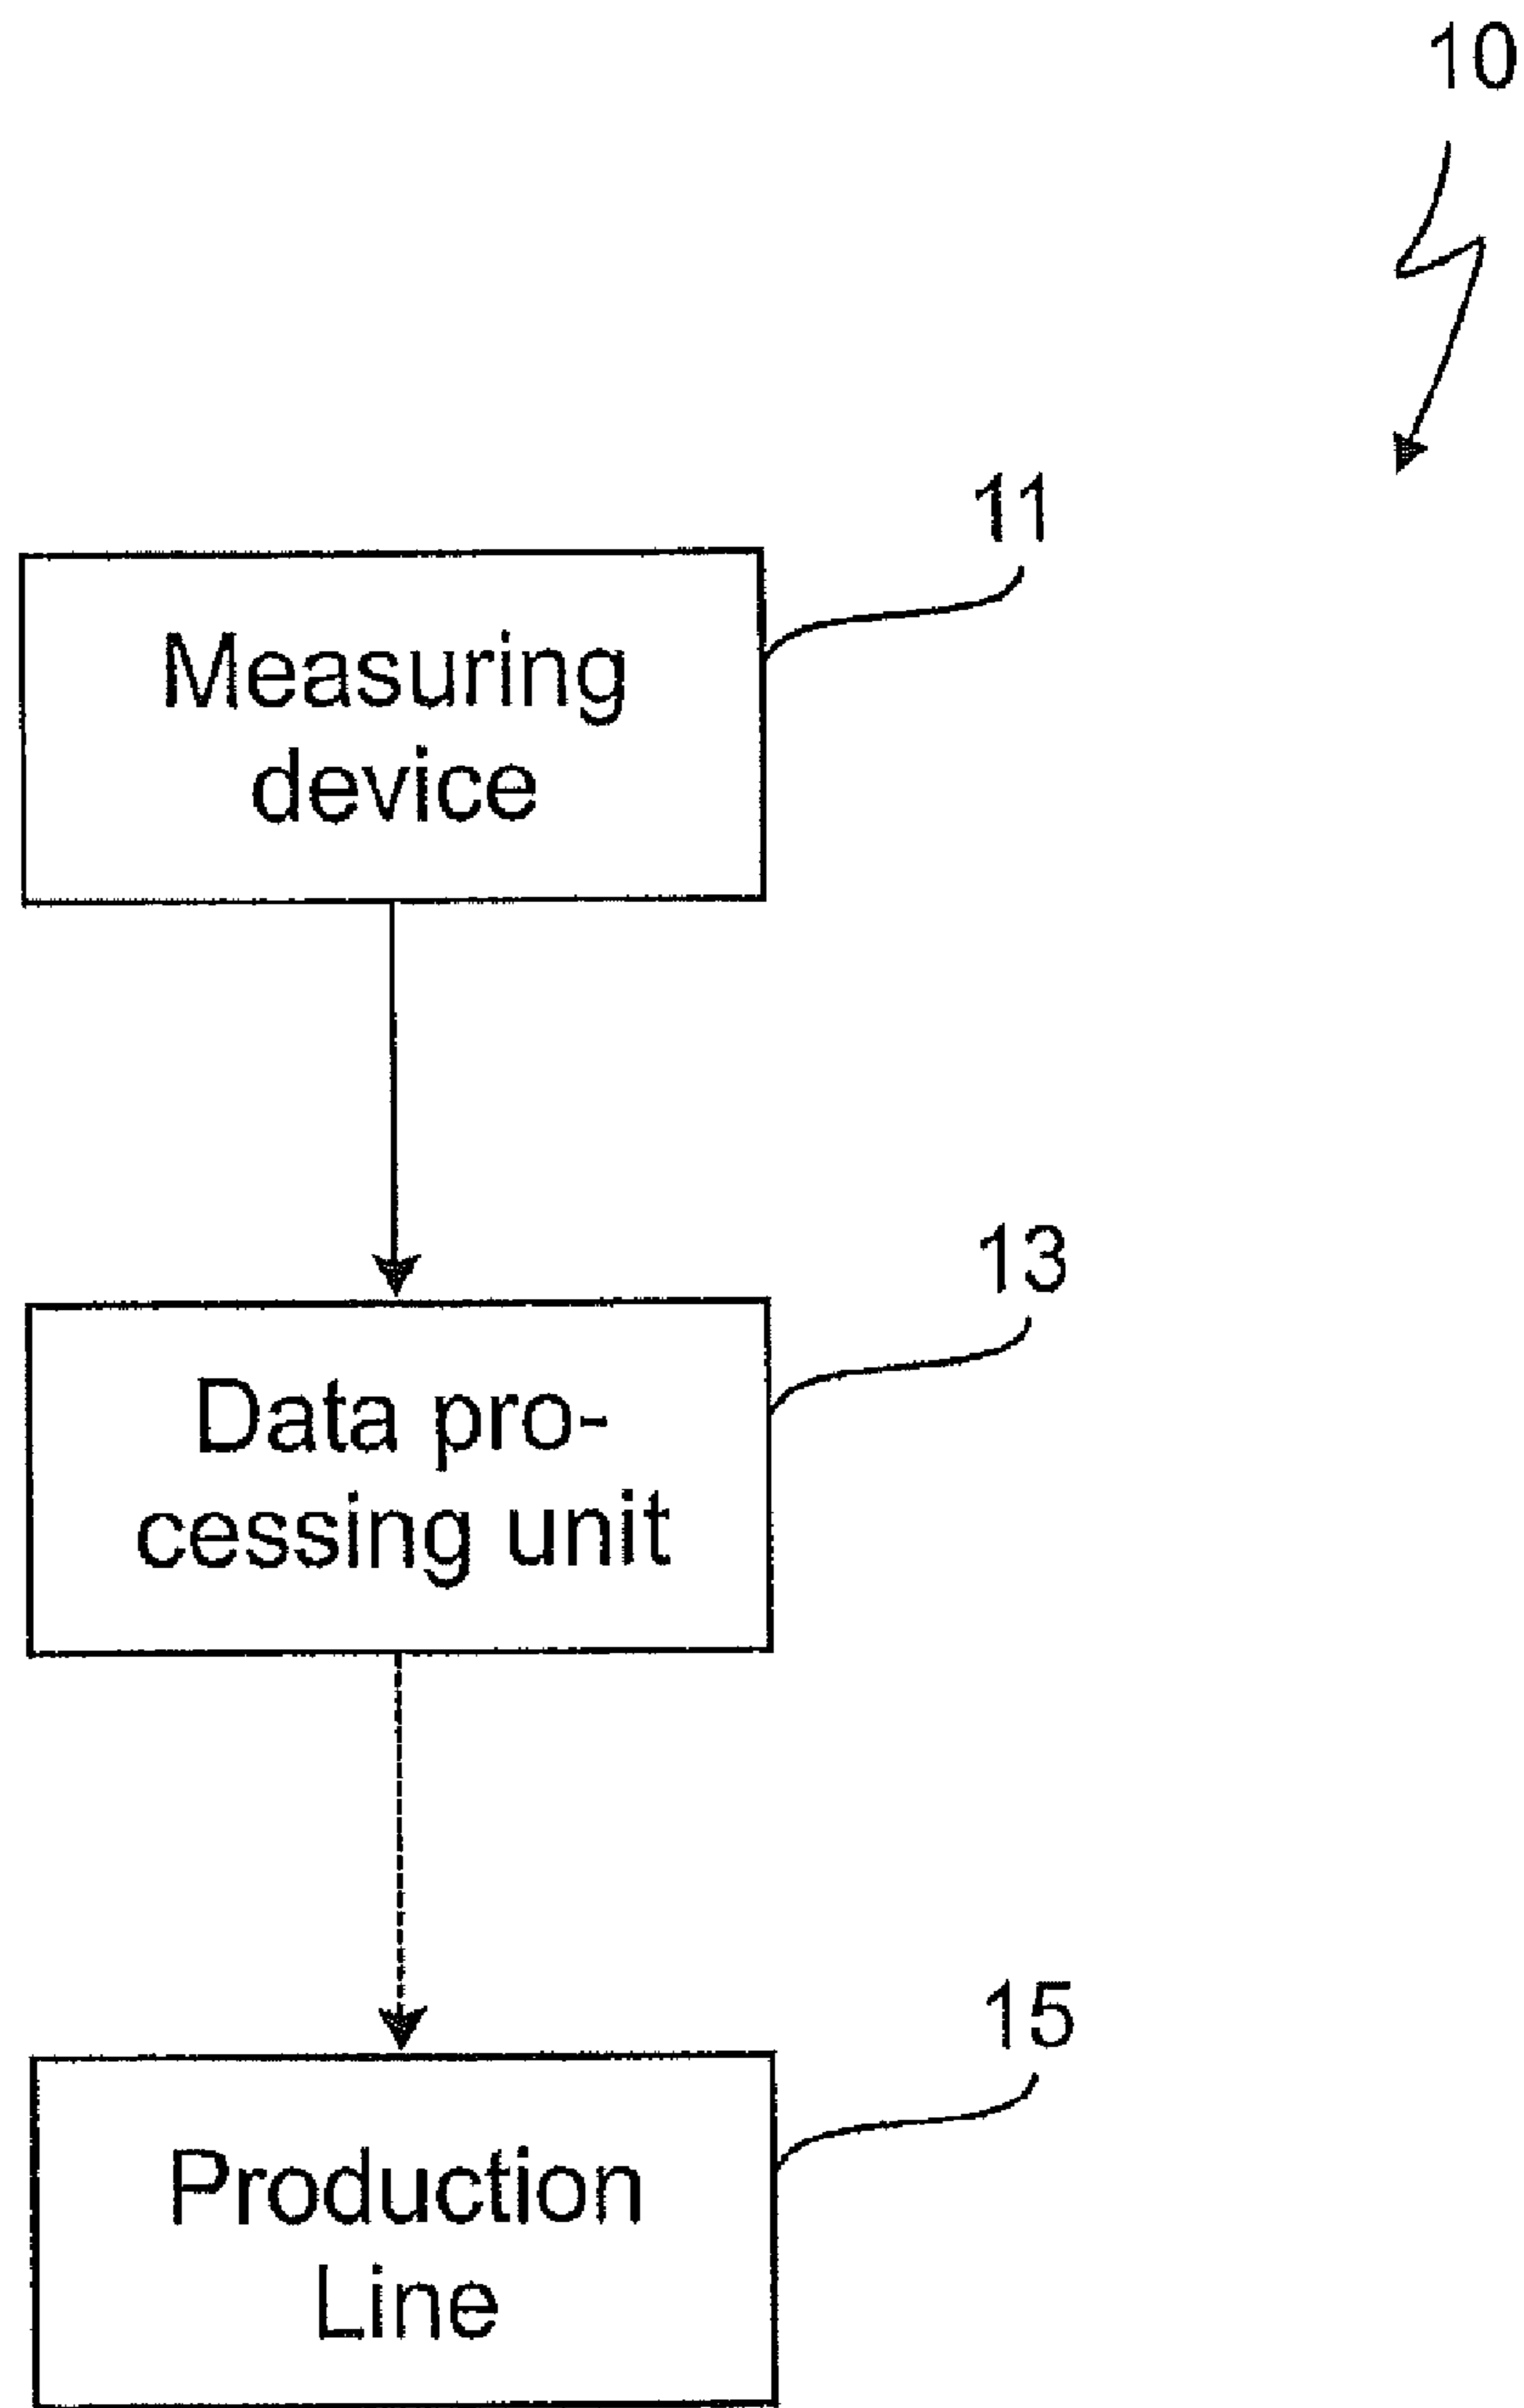 10
11
Measuring
device
13
Data pro-
cessing unit
15
Production
Line